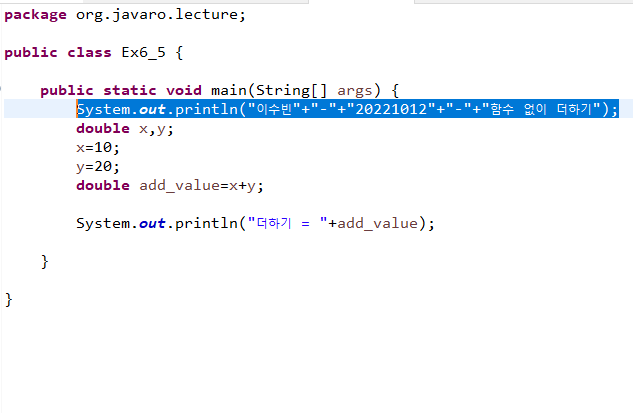 package org.javaro.lecture;
public class Ex6_5 {
public static void main(String[] args) {
System.out.println("이수빈"+"-"+"20221012"+"-"+"함수 없이 더하기");
double x,y;
x=10;
y=20;
double add_value=x+y;
System.out.println("더하기 = "+add_value);
}
}